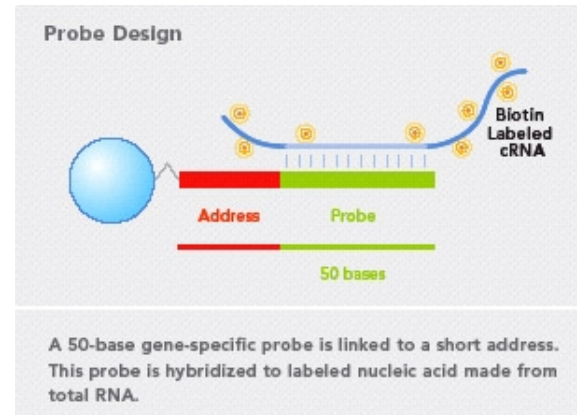 Probe Design
Biotin
Labeled
cRNA
Address
Probe
50 bases
A 50-base gene-specific probe is linked to a short address.
This probe is hybridized to labeled nucleic acid made from
total RNA.